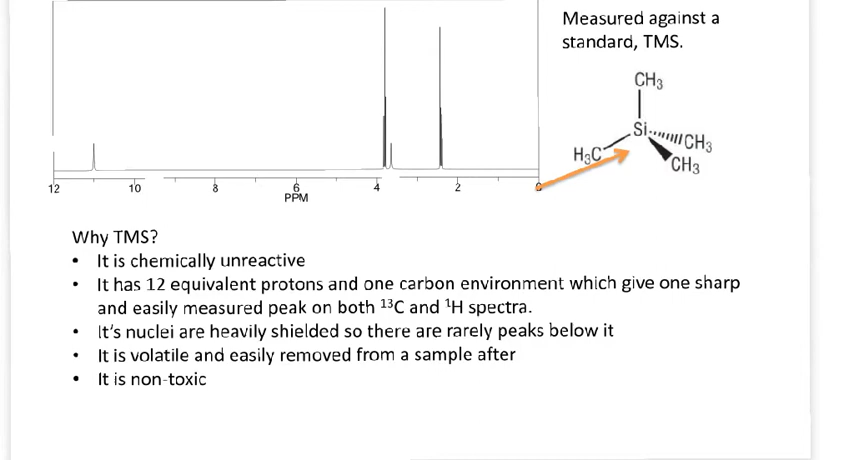 Measured against a
standard, TMS.
CH₃
Si
H₃C
CH₃
CH₃
12 10 8 6 4 2 0
PPM
Why TMS?
• It is chemically unreactive
• It has 12 equivalent protons and one carbon environment which give one sharp
and easily measured peak on both ¹³C and ¹H spectra.
• It's nuclei are heavily shielded so there are rarely peaks below it
• It is volatile and easily removed from a sample after
• It is non-toxic